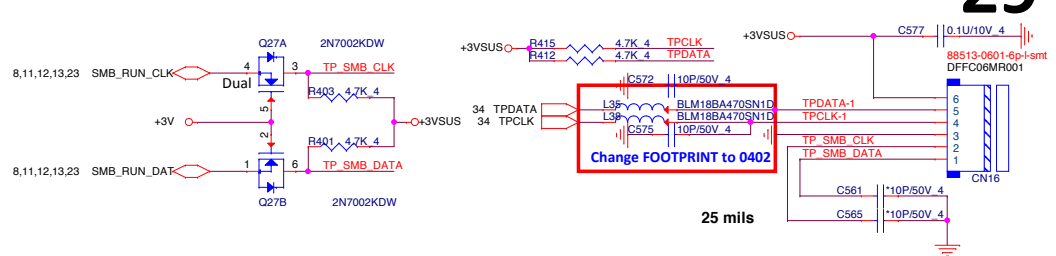 25
Q27A
2N7002KDW
8,11,12,13,23 SMB_RUN_CLK
4
3
TP_SMB_CLK
Dual
R403 4.7K_4
5
+3V
+3VSUS
2
R401 4.7K_4
8,11,12,13,23 SMB_RUN_DAT
1
6
TP_SMB_DATA
Q27B
2N7002KDW
+3VSUS
R415 4.7K_4 TPCLK
R412 4.7K_4 TPDATA
C572 10P/50V_4
34 TPDATA
L35 BLM18BA470SN1D
TPDATA-1
34 TPCLK
BLM18BA470SN1D
TPCLK-1
C575 10P/50V_4
Change FOOTPRINT to 0402
25 mils
+3VSUS
C577 0.1U/10V_4
88513-0601-6p-l-smt
DFFC06MR001
6
5
4
3
TP_SMB_CLK
2
TP_SMB_DATA
1
CN16
C561 *10P/50V_4
C565 *10P/50V_4